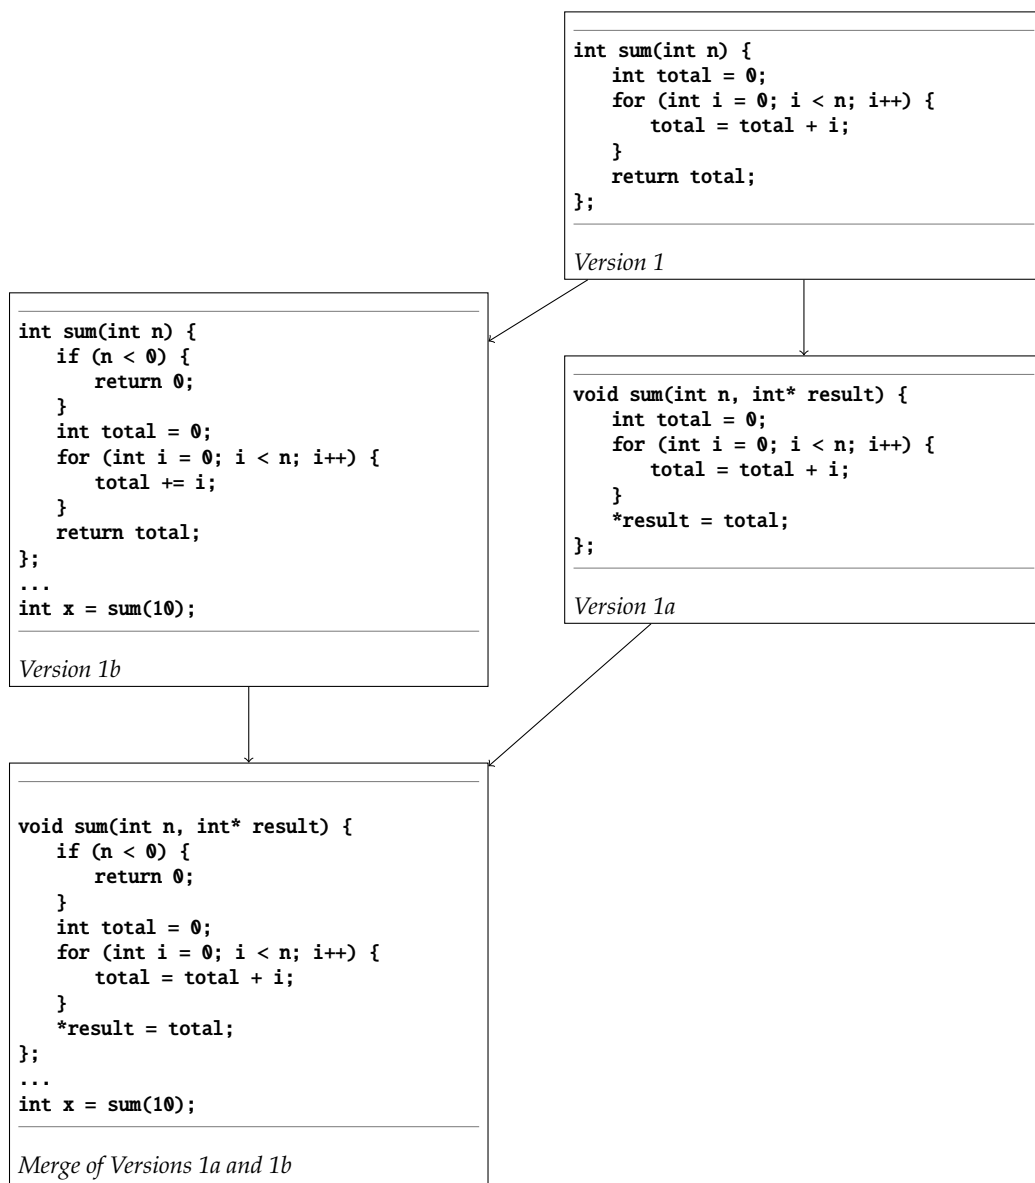 int sum(int n) {
int total = 0;
for (int i = 0; i < n; i++) {
total = total + i;
}
return total;
};
Version 1
int sum(int n) {
if (n < 0) {
return 0;
}
int total = 0;
for (int i = 0; i < n; i++) {
total += i;
}
return total;
};
...
int x = sum(10);
Version 1b
void sum(int n, int* result) {
int total = 0;
for (int i = 0; i < n; i++) {
total = total + i;
}
*result = total;
};
Version 1a
void sum(int n, int* result) {
if (n < 0) {
return 0;
}
int total = 0;
for (int i = 0; i < n; i++) {
total = total + i;
}
*result = total;
};
...
int x = sum(10);
Merge of Versions 1a and 1b